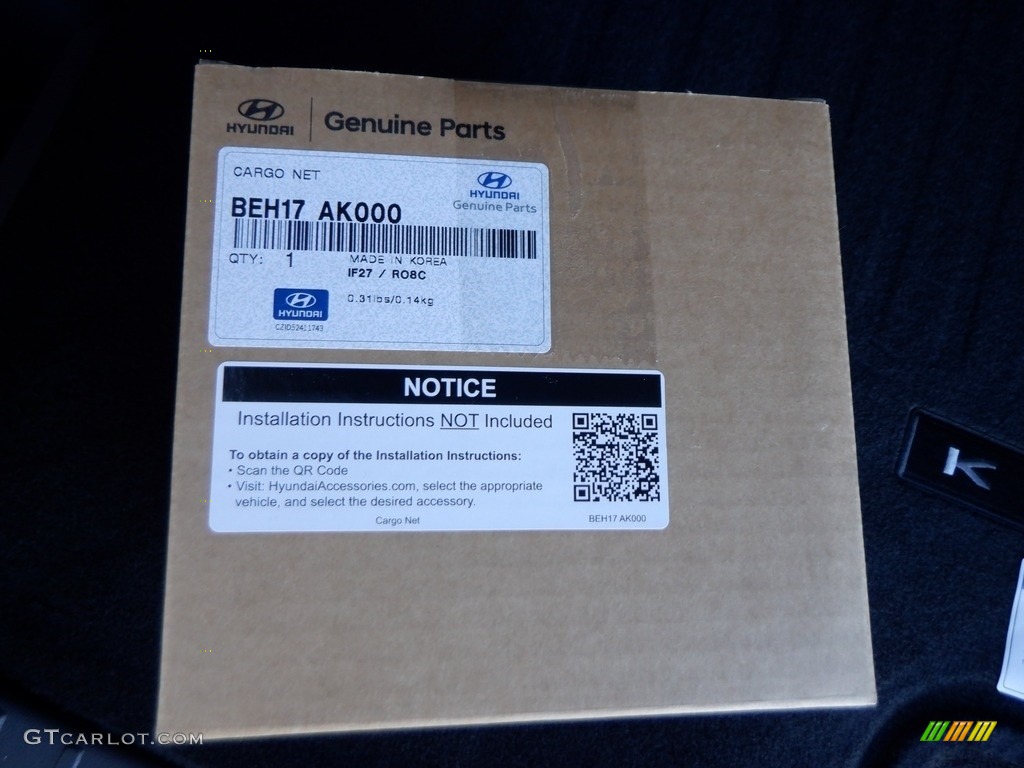 HYUNDAI Genuine Parts
CARGO NET
HYUNDAI
Genuine Parts
BEH17 AK000
QTY: 1
MADE IN KOREA
IF27 / RO8C
HYUNDAI
0.31lbs/0.14kg
CZID52411743
NOTICE
Installation Instructions NOT Included
To obtain a copy of the Installation Instructions:
• Scan the QR Code
• Visit: HyundaiAccessories.com, select the appropriate
vehicle, and select the desired accessory.
Cargo Net
BEH17 AK000
K
GTcarlot.com